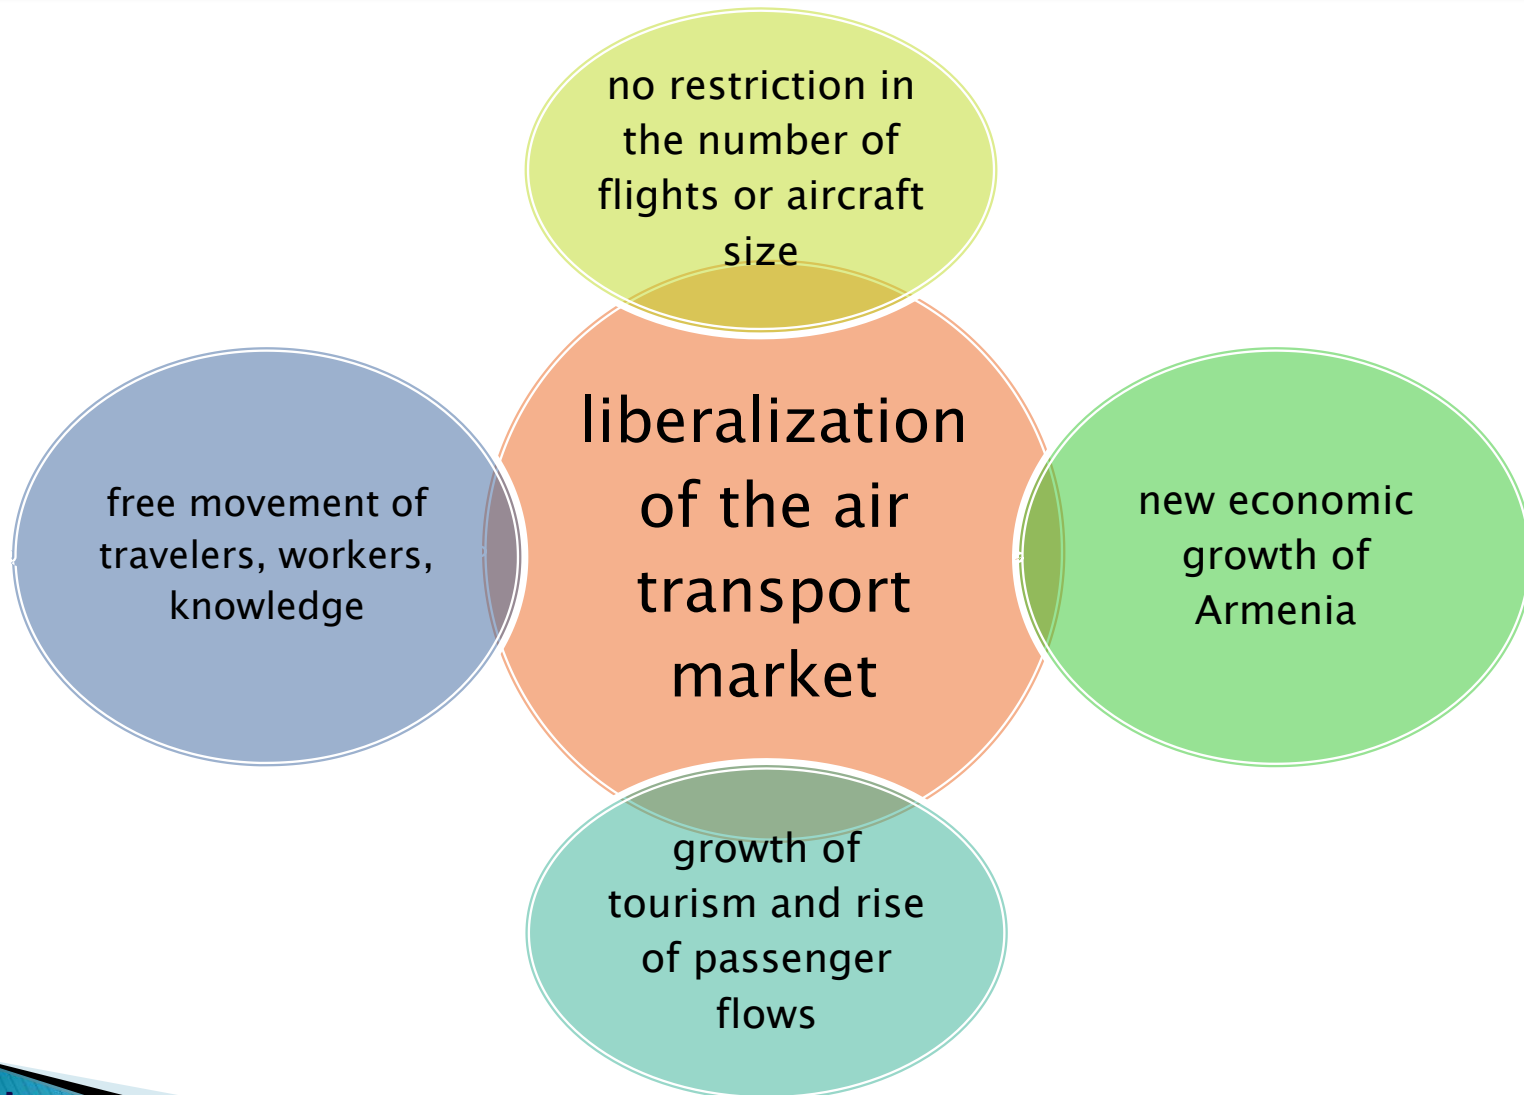 no restriction in
the number of
flights or aircraft
size
liberalization
of the air
transport
market
free movement of
travelers, workers,
knowledge
new economic
growth of
Armenia
growth of
tourism and rise
of passenger
flows